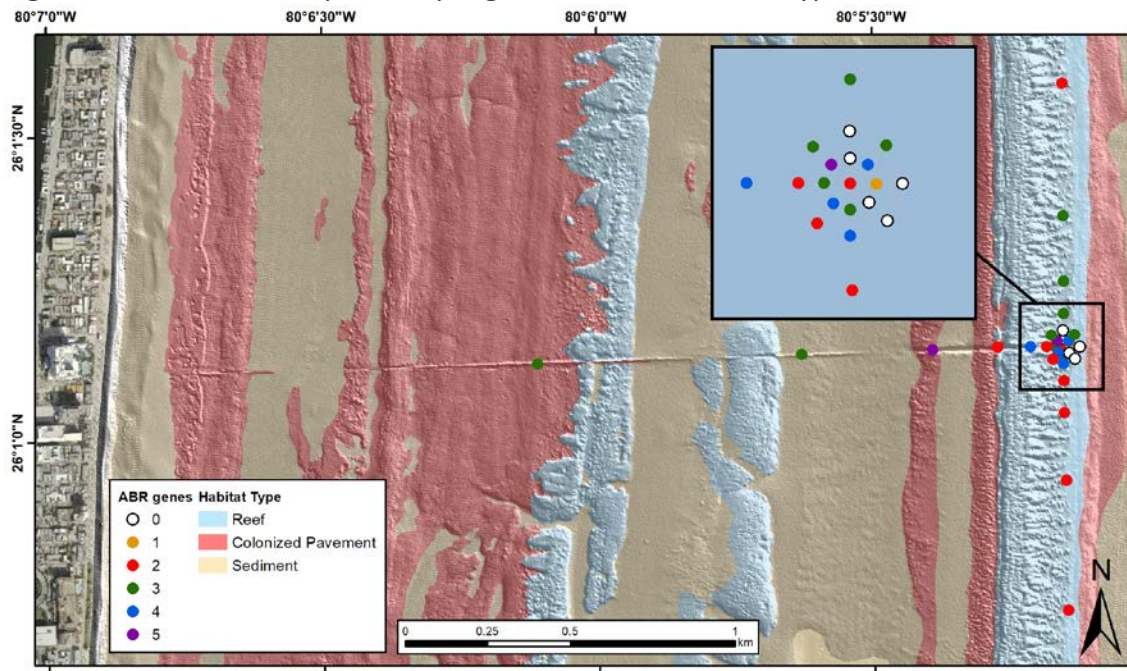 80°7'0"W 80°6'30"W 80°6'0"W 80°5'30"W
26°1'30"N
26°1'0"N
ABR genes Habitat Type
0 Reef
1 Colonized Pavement
2 Sediment
3
4
5
0 0.25 0.5 1
km
N